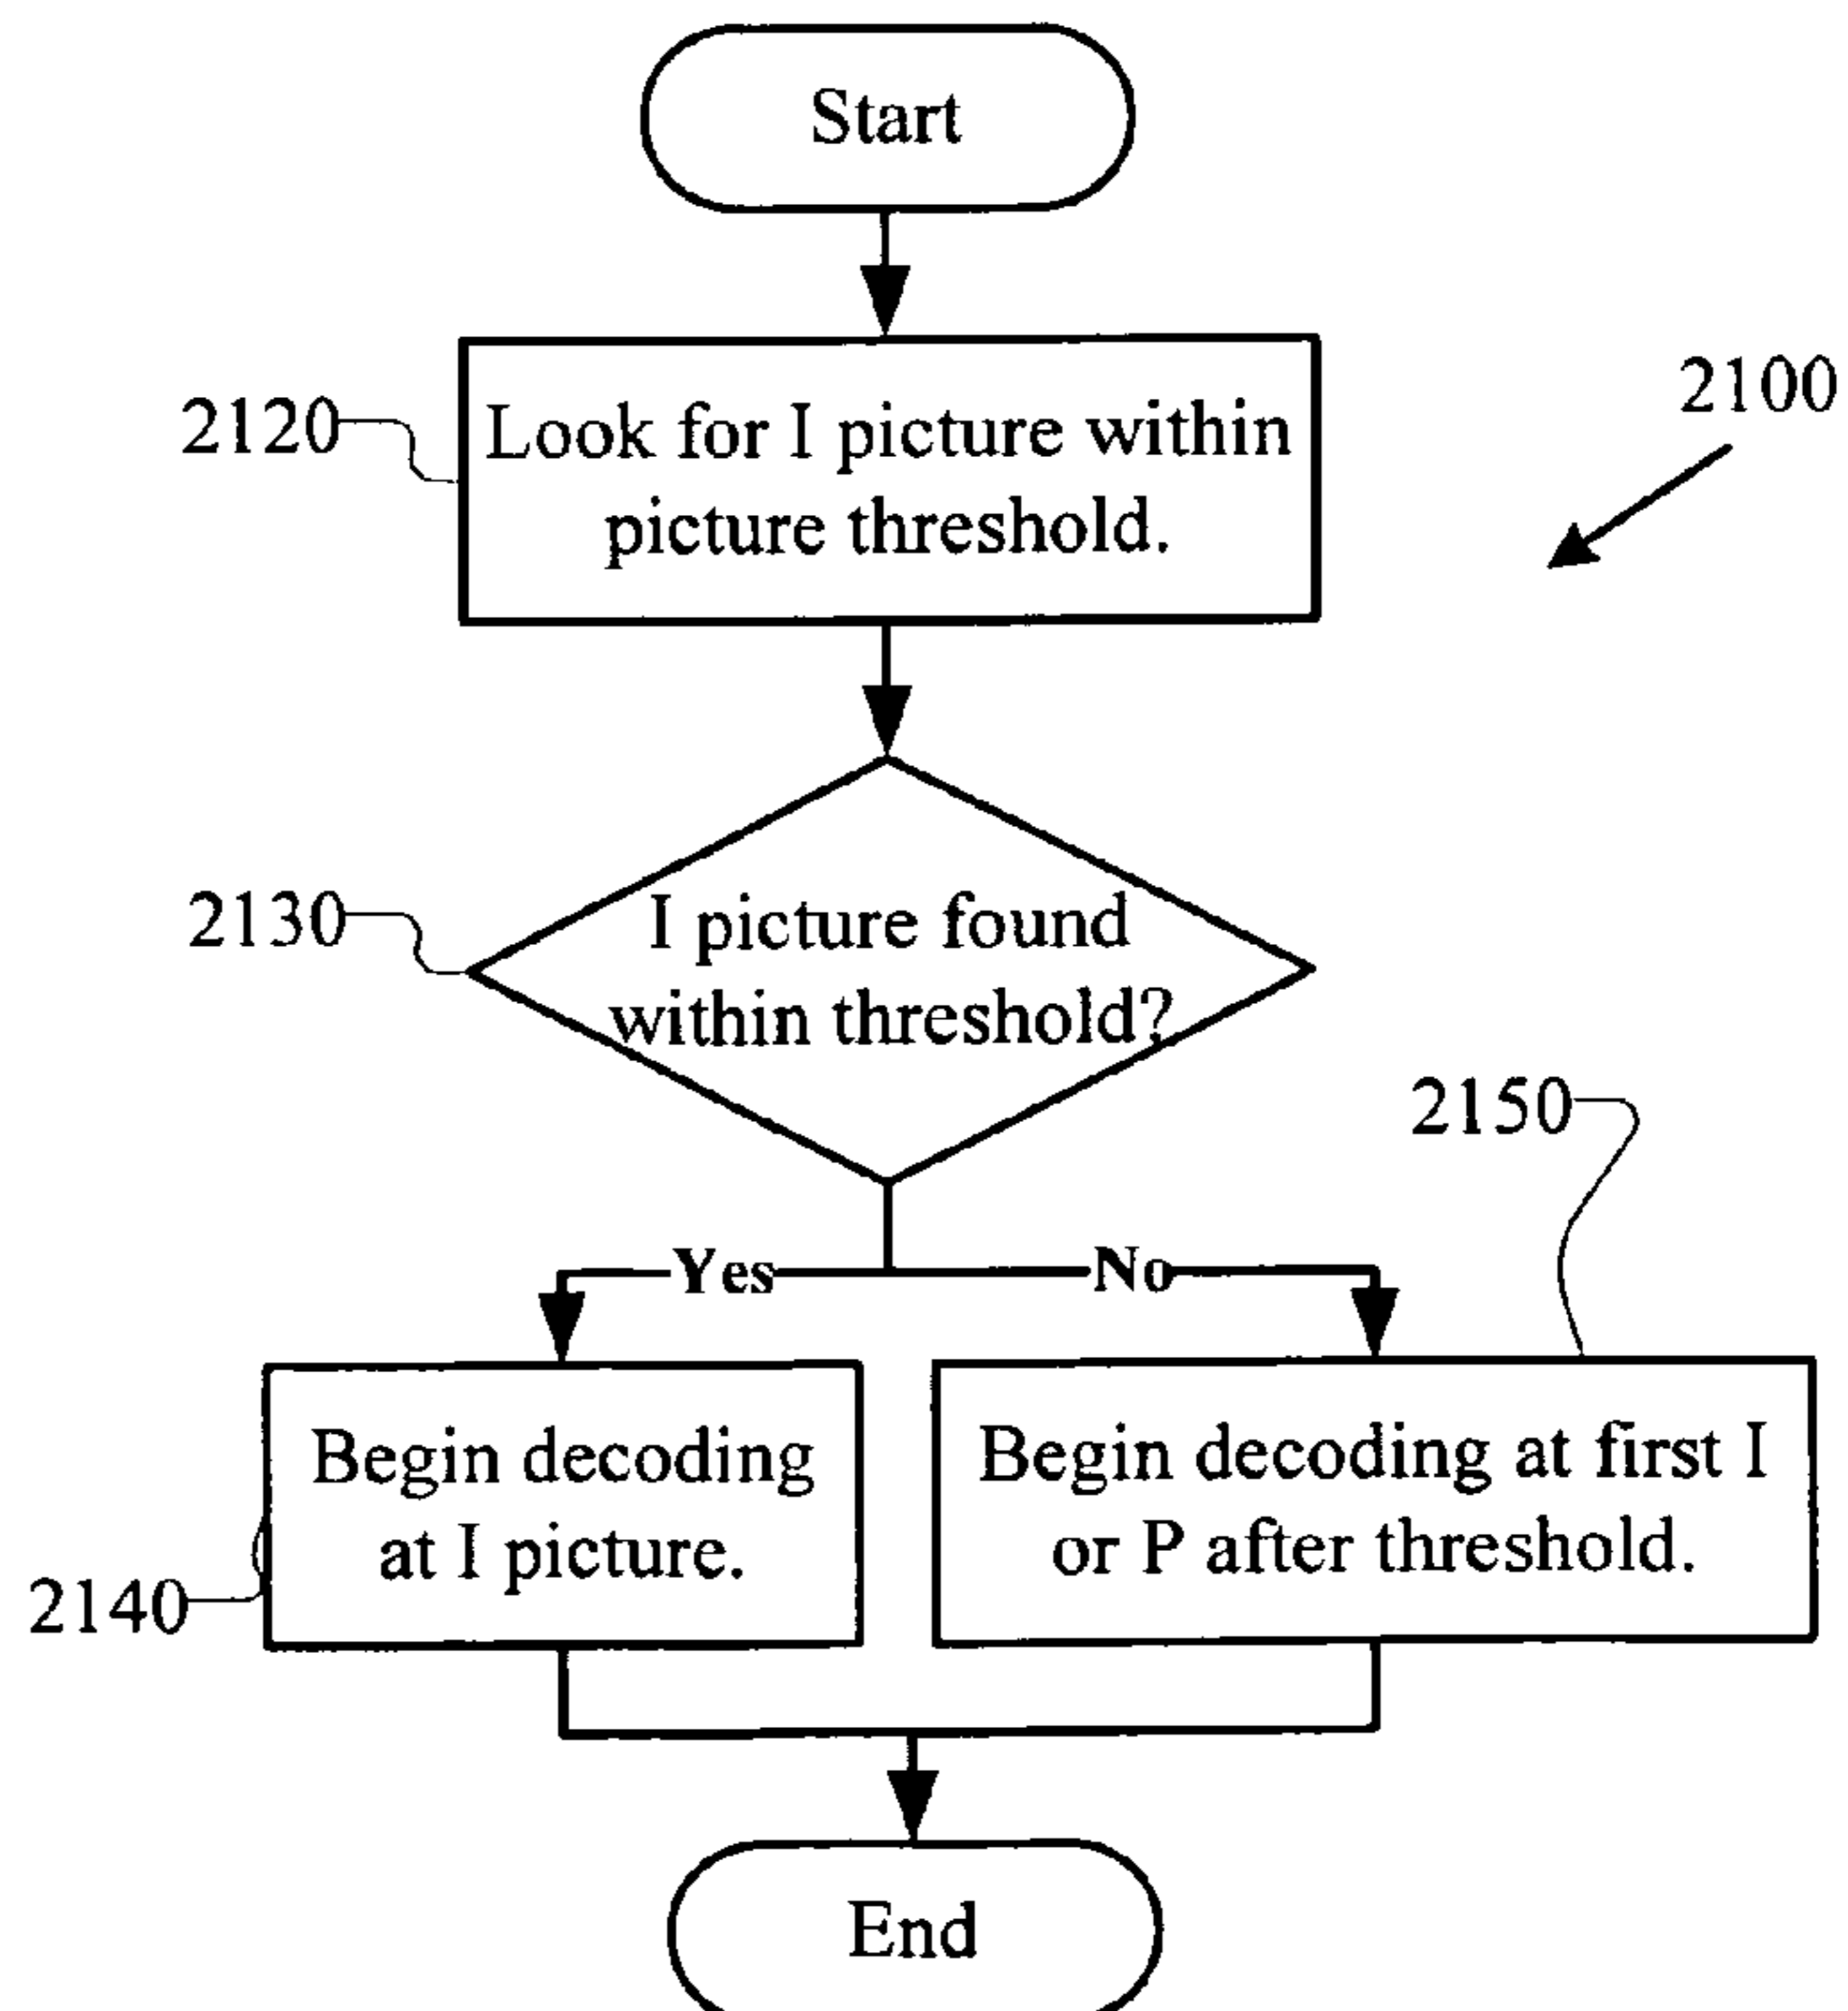 Start
2120
Look for I picture within
picture threshold.
2100
2130
I picture found
within threshold?
2150
Yes
No
Begin decoding
at I picture.
Begin decoding at first I
or P after threshold.
2140
End